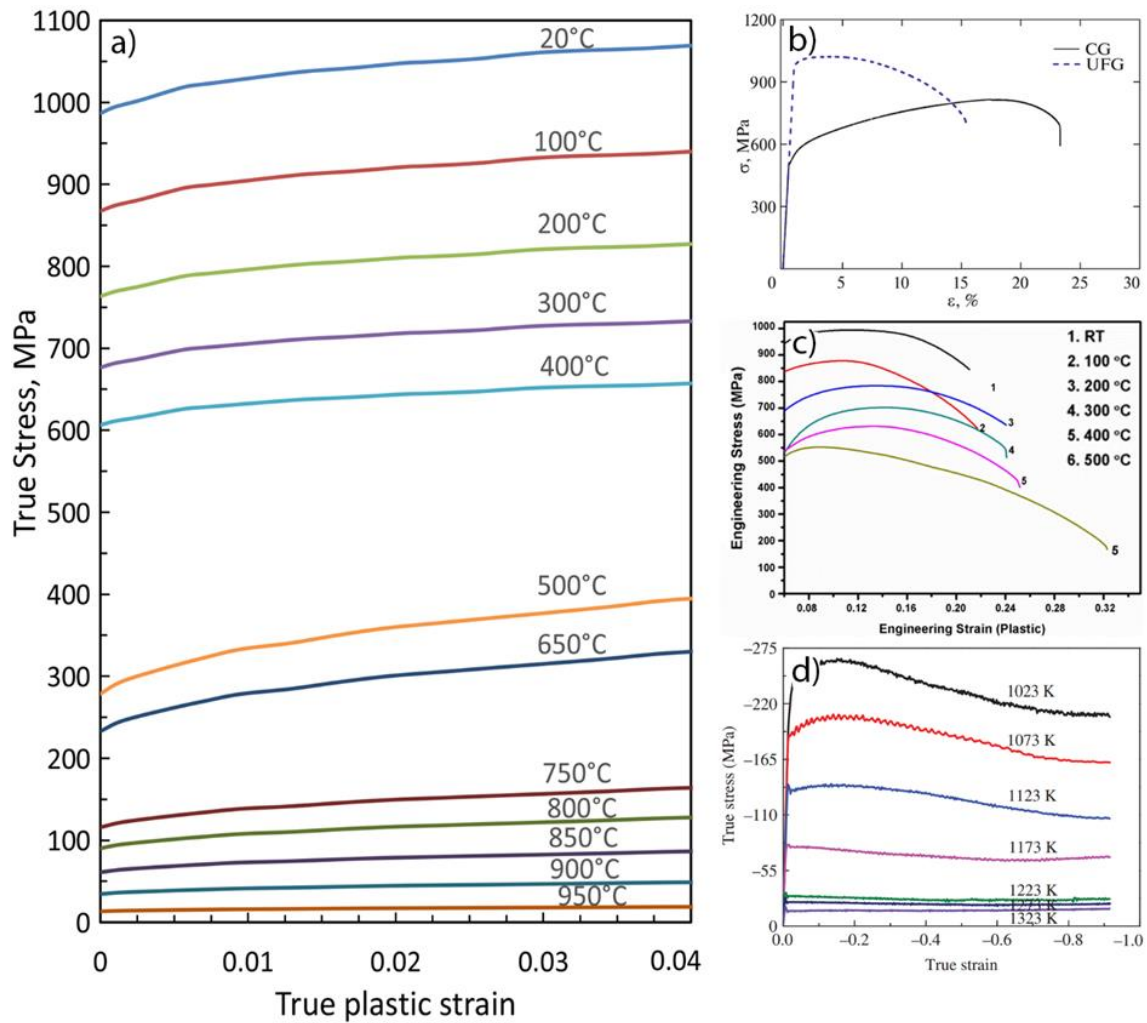 a)
1100
1000
900
800
700
600
500
400
300
200
100
0
True Stress, MPa
20°C
100°C
200°C
300°C
400°C
500°C
650°C
750°C
800°C
850°C
900°C
950°C
0
0.01
0.02
0.03
0.04
True plastic strain
b)
1200
900
600
300
0
σ, MPa
CG
UFG
5
10
15
20
25
30
ε, %
c)
1000
900
800
700
600
500
400
300
200
100
0
Engineering Stress (MPa)
1. RT
2. 100 °C
3. 200 °C
4. 300 °C
5. 400 °C
6. 500 °C
1
2
3
4
5
5
0.08
0.12
0.16
0.20
0.24
0.28
0.32
Engineering Strain (Plastic)
d)
−275
−220
−165
−110
−55
0
True stress (MPa)
1023 K
1073 K
1123 K
1173 K
1223 K
1273 K
1323 K
0.0
−0.2
−0.4
−0.6
−0.8
−1.0
True strain